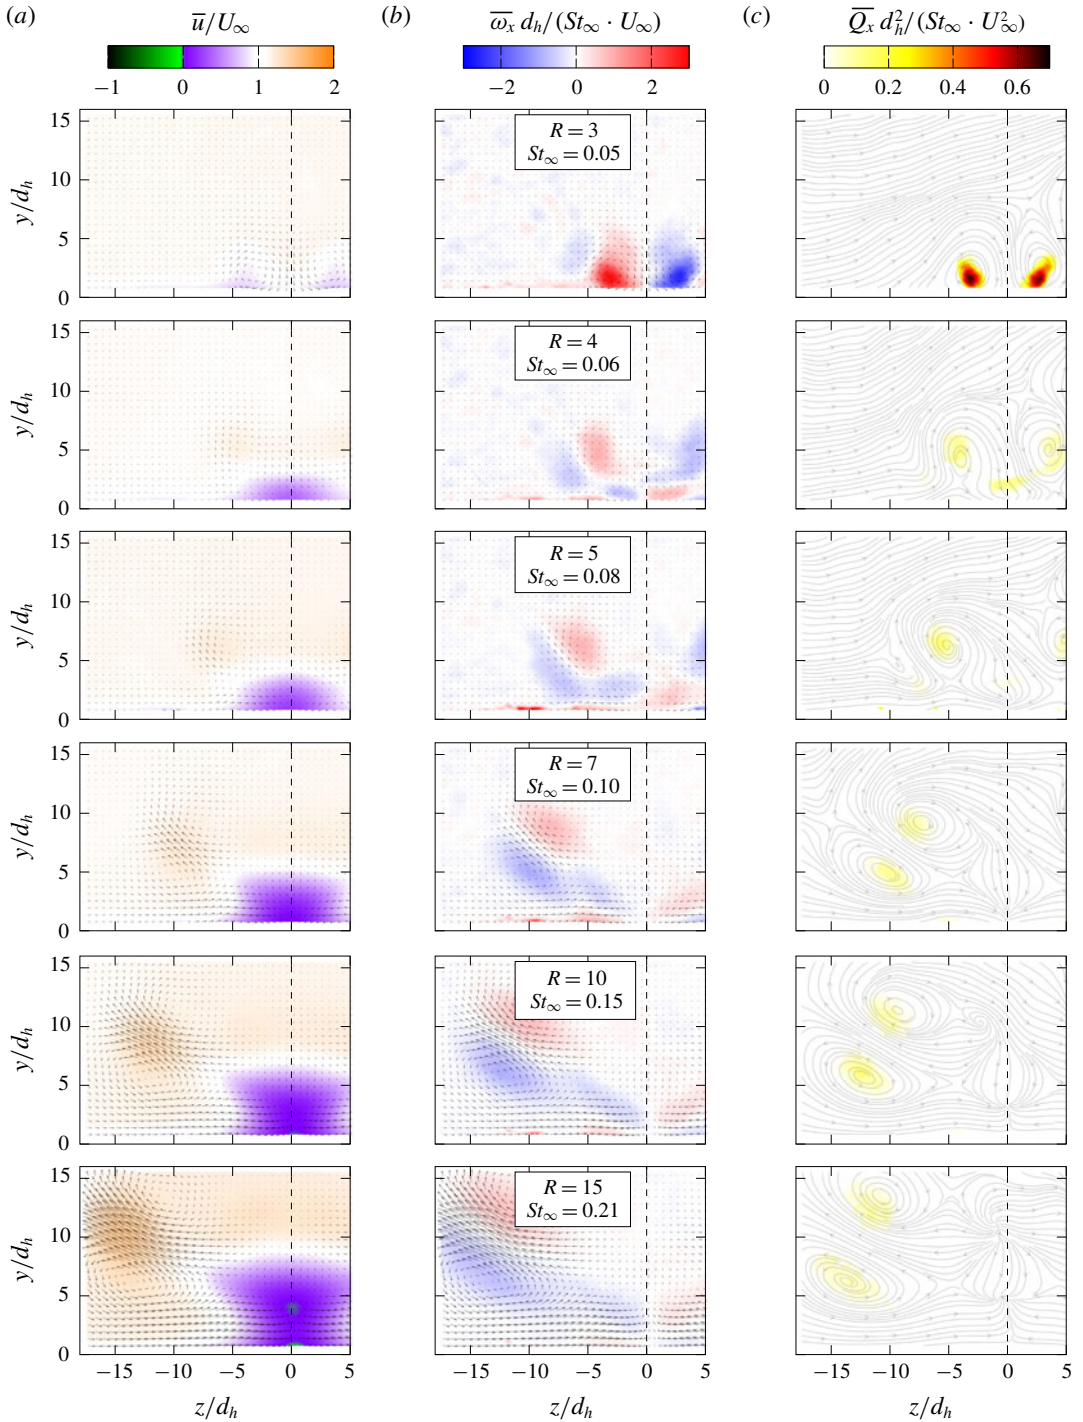 (a) u̅/U∞ (b) ω̅x̅ dh/(St∞ · U∞) (c) Q̅x̅ dh²/(St∞ · U∞²)
−1 0 1 2 −2 0 2 0 0.2 0.4 0.6
15
10
y/dh
5
0
R = 3
St∞ = 0.05
15
10
y/dh
5
0
R = 4
St∞ = 0.06
15
10
y/dh
5
0
R = 5
St∞ = 0.08
15
10
y/dh
5
0
R = 7
St∞ = 0.10
15
10
y/dh
5
0
R = 10
St∞ = 0.15
15
10
y/dh
5
0
R = 15
St∞ = 0.21
−15 −10 −5 0 5 −15 −10 −5 0 5 −15 −10 −5 0 5
z/dh z/dh z/dh